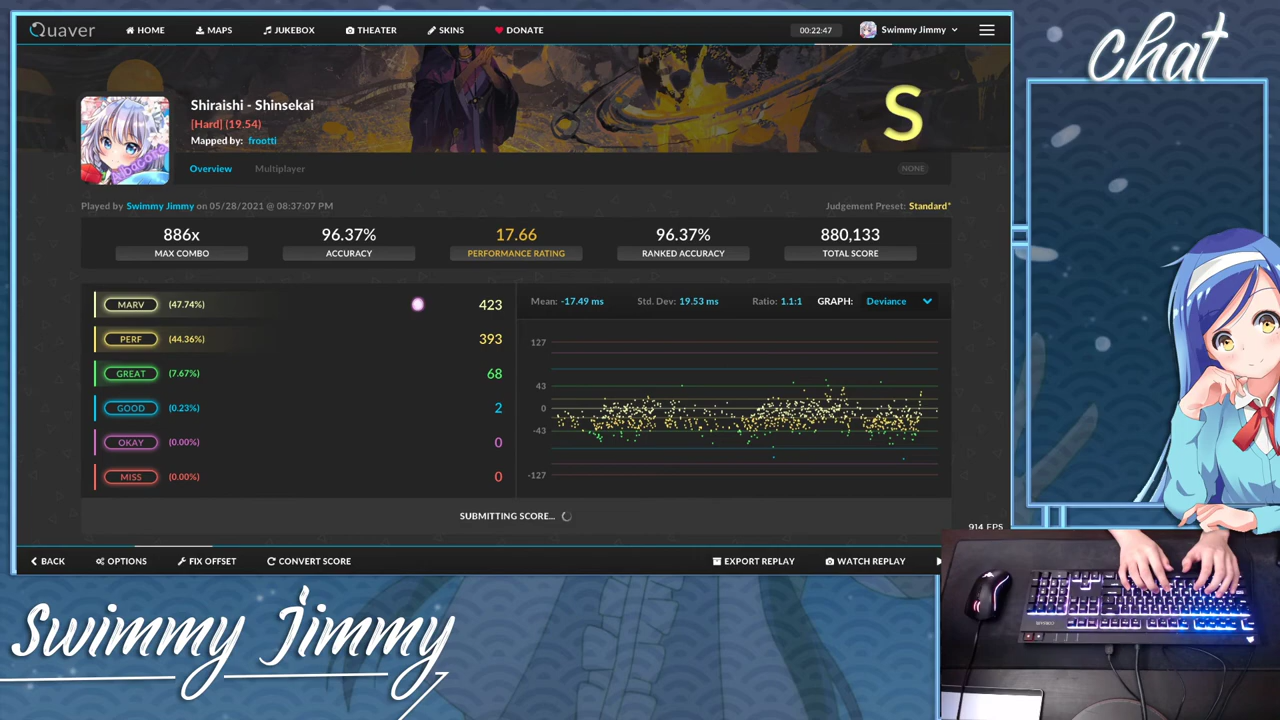 Quaver
HOME
MAPS
JUKEBOX
THEATER
SKINS
DONATE
00:22:47
Swimmy Jimmy
chat
Shiraishi - Shinsekai
[Hard] (19.54)
Mapped by: frootti
S
Overview
Multiplayer
NONE
Played by Swimmy Jimmy on 05/28/2021 @ 08:37:07 PM
Judgement Preset: Standard*
886x
MAX COMBO
96.37%
ACCURACY
17.66
PERFORMANCE RATING
96.37%
RANKED ACCURACY
880,133
TOTAL SCORE
MARV (47.74%) 423
PERF (44.36%) 393
GREAT (7.67%) 68
GOOD (0.23%) 2
OKAY (0.00%) 0
MISS (0.00%) 0
Mean: -17.49 ms
Std. Dev: 19.53 ms
Ratio: 1.1:1
GRAPH: Deviance
127
43
0
-43
-127
SUBMITTING SCORE...
914 FPS
BACK
OPTIONS
FIX OFFSET
CONVERT SCORE
EXPORT REPLAY
WATCH REPLAY
Swimmy Jimmy